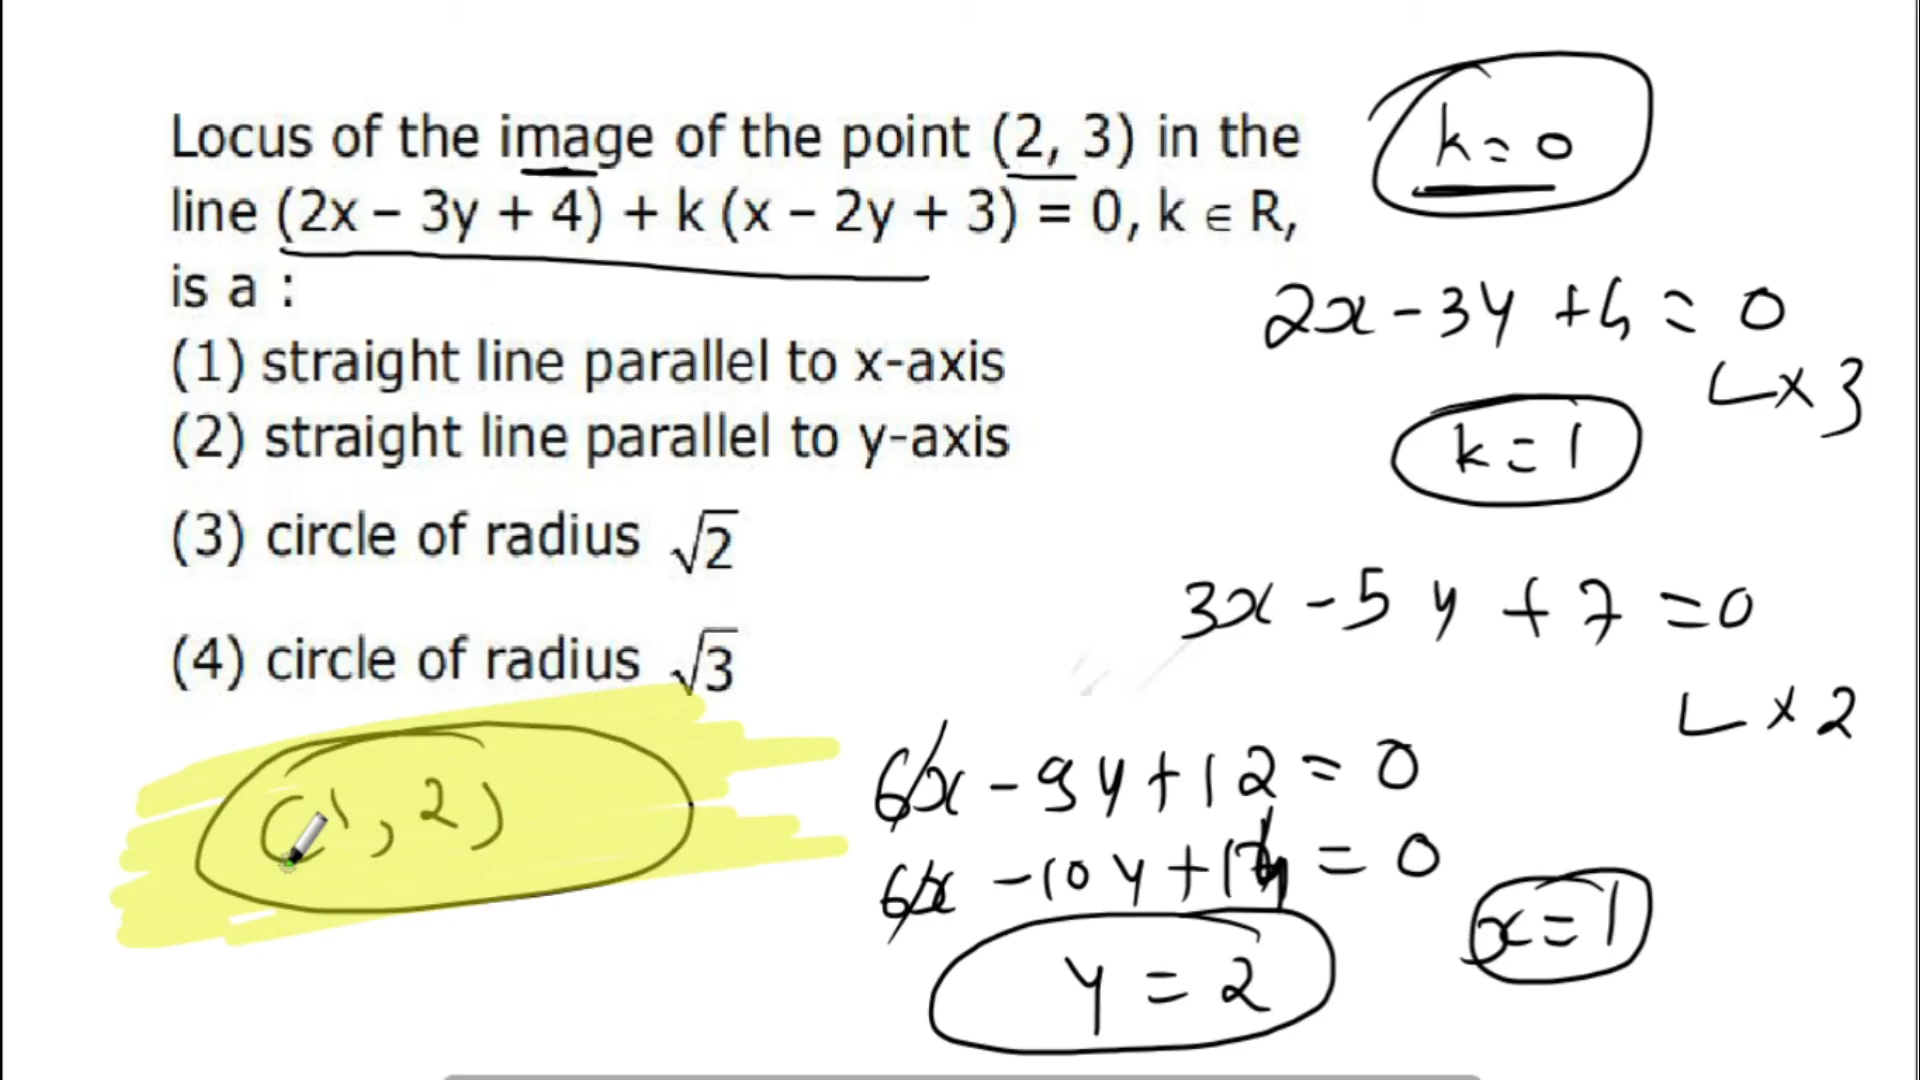 Locus of the image of the point (2, 3) in the
line (2x – 3y + 4) + k (x – 2y + 3) = 0, k ∈ R,
is a :
(1) straight line parallel to x-axis
(2) straight line parallel to y-axis
(3) circle of radius √2
(4) circle of radius √3
(1, 2)
k = 0
2x - 3y + 4 = 0
x 3
k = 1
3x - 5y + 7 = 0
x 2
6x - 9y + 12 = 0
6x - 10y + 14 = 0
y = 2
x = 1